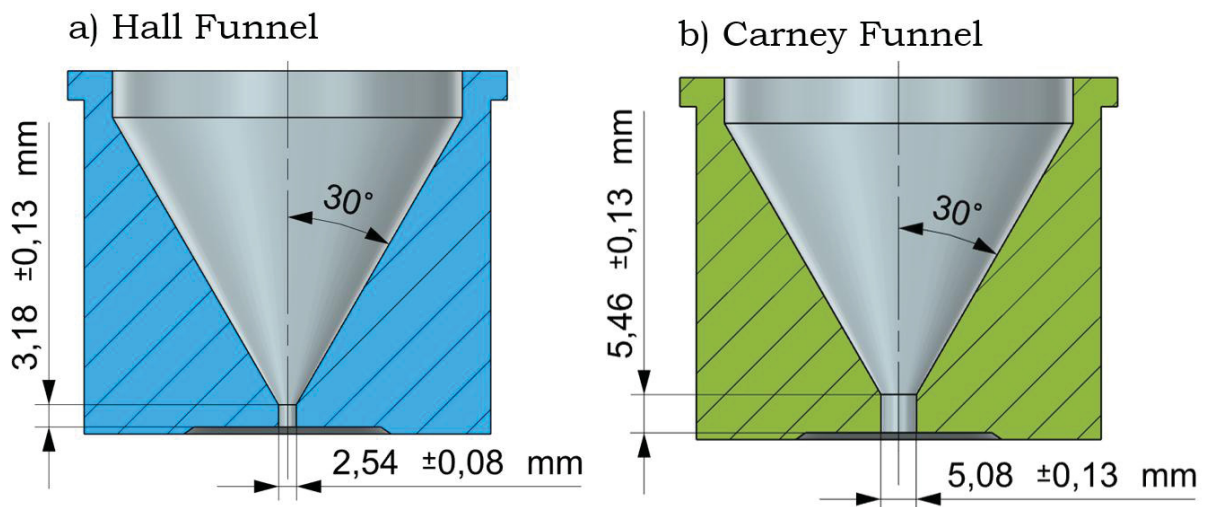 a) Hall Funnel
b) Carney Funnel
3,18 ±0,13 mm
30°
2,54 ±0,08 mm
5,46 ±0,13 mm
30°
5,08 ±0,13 mm